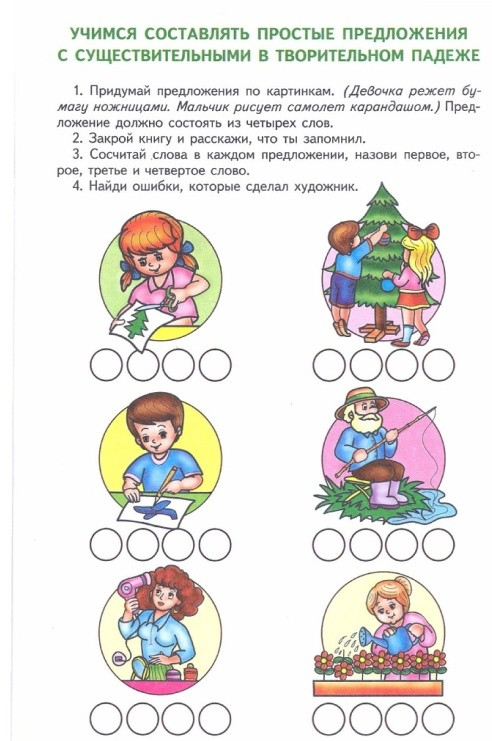 УЧИМСЯ СОСТАВЛЯТЬ ПРОСТЫЕ ПРЕДЛОЖЕНИЯ
С СУЩЕСТВИТЕЛЬНЫМИ В ТВОРИТЕЛЬНОМ ПАДЕЖЕ
1. Придумай предложения по картинкам. (Девочка режет бу-
магу ножницами. Мальчик рисует самолет карандашом.) Пред-
ложение должно состоять из четырех слов.
2. Закрой книгу и расскажи, что ты запомнил.
3. Сосчитай слова в каждом предложении, назови первое, вто-
рое, третье и четвертое слово.
4. Найди ошибки, которые сделал художник.